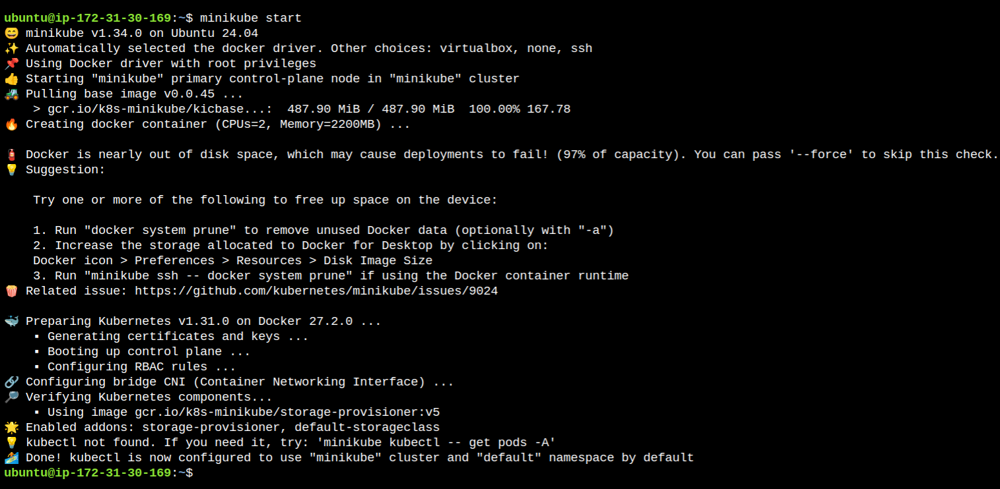 ubuntu@ip-172-31-30-169:~$ minikube start
😄 minikube v1.34.0 on Ubuntu 24.04
✨ Automatically selected the docker driver. Other choices: virtualbox, none, ssh
📌 Using Docker driver with root privileges
👍 Starting "minikube" primary control-plane node in "minikube" cluster
🚜 Pulling base image v0.0.45 ...
    > gcr.io/k8s-minikube/kicbase...:  487.90 MiB / 487.90 MiB  100.00% 167.78
🔥 Creating docker container (CPUs=2, Memory=2200MB) ...

🧯 Docker is nearly out of disk space, which may cause deployments to fail! (97% of capacity). You can pass '--force' to skip this check.
💡 Suggestion:

    Try one or more of the following to free up space on the device:

    1. Run "docker system prune" to remove unused Docker data (optionally with "-a")
    2. Increase the storage allocated to Docker for Desktop by clicking on:
    Docker icon > Preferences > Resources > Disk Image Size
    3. Run "minikube ssh -- docker system prune" if using the Docker container runtime
🍿 Related issue: https://github.com/kubernetes/minikube/issues/9024

🐳 Preparing Kubernetes v1.31.0 on Docker 27.2.0 ...
    ▪ Generating certificates and keys ...
    ▪ Booting up control plane ...
    ▪ Configuring RBAC rules ...
🔗 Configuring bridge CNI (Container Networking Interface) ...
🔎 Verifying Kubernetes components...
    ▪ Using image gcr.io/k8s-minikube/storage-provisioner:v5
🌟 Enabled addons: storage-provisioner, default-storageclass
💡 kubectl not found. If you need it, try: 'minikube kubectl -- get pods -A'
🏄 Done! kubectl is now configured to use "minikube" cluster and "default" namespace by default
ubuntu@ip-172-31-30-169:~$